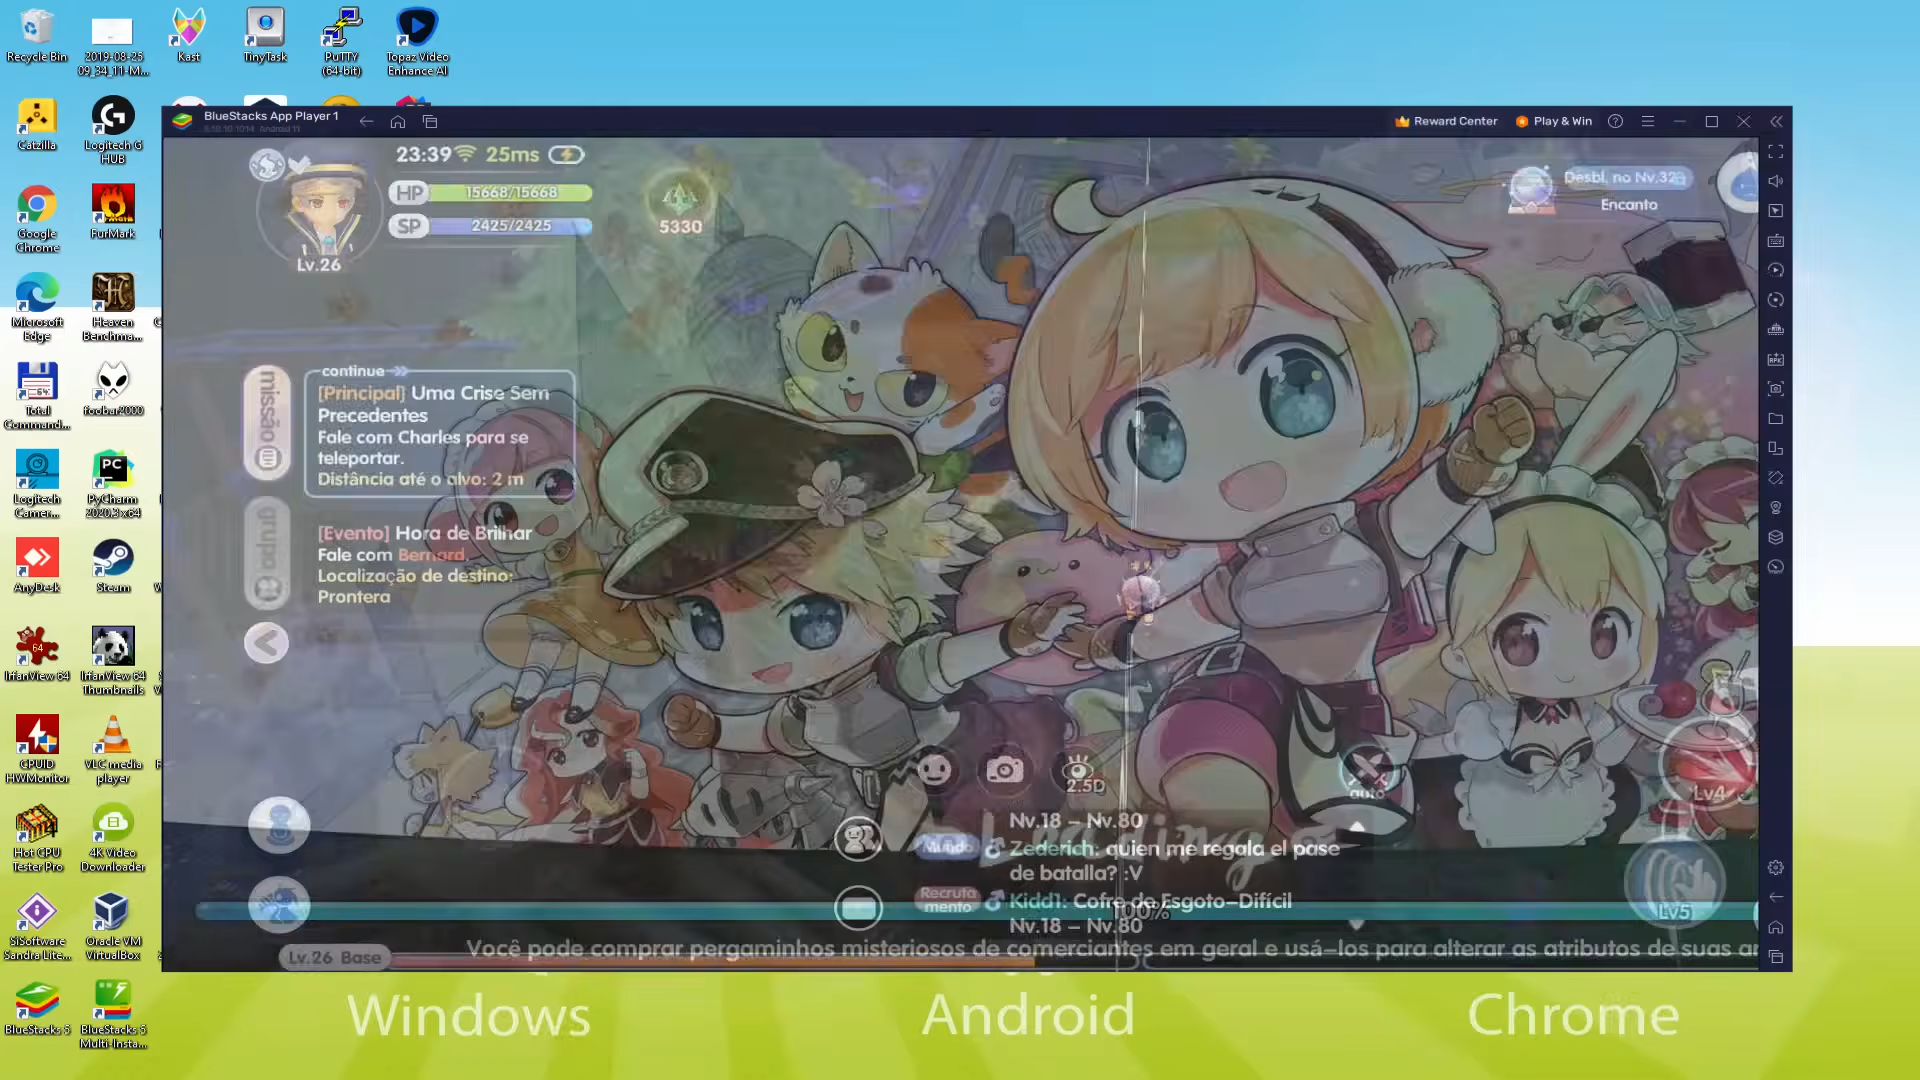 Recycle Bin
2019-08-25
09_34_11-M...
Kast
TinyTask
PuTTY
(64-bit)
Topaz Video
Enhance AI
Catzilla
Logitech G
HUB
Google
Chrome
FurMark
Microsoft
Edge
Heaven
Benchma...
Total
Command...
foobar2000
Logitech
Gamer...
PyCharm
2020.3 x64
AnyDesk
Steam
IrfanView 64
IrfanView 64
Thumbnails
CPUID
HWMonitor
VLC media
player
Hot CPU
Tester Pro
4K Video
Downloader
SiSoftware
Sandra Lite...
Oracle VM
VirtualBox
BlueStacks 5
BlueStacks 5
Multi-Insta...
BlueStacks App Player 1
Reward Center
Play & Win
23:39
25ms
HP
15668/15668
SP
2425/2425
Lv.26
5330
Desbl. no Nv.32
Encanto
missão
continue
[Principal] Uma Crise Sem
Precedentes
Fale com Charles para se
teleportar.
Distância até o alvo: 2 m
grupo
[Evento] Hora de Brilhar
Fale com Bernard.
Localização de destino:
Prontera
2.5D
auto
Lv4
Lv5
Nv.18 – Nv.80
Mundo
Zederich: quien me regala el pase
de batalla? :V
Recruta
mento
Kidd1: Cofre de Esgoto–Difícil
Nv.18 – Nv.80
Loading
100%
Lv.26 Base
Você pode comprar pergaminhos misteriosos de comerciantes em geral e usá-los para alterar as atributos de suas ar
Windows
Android
Chrome